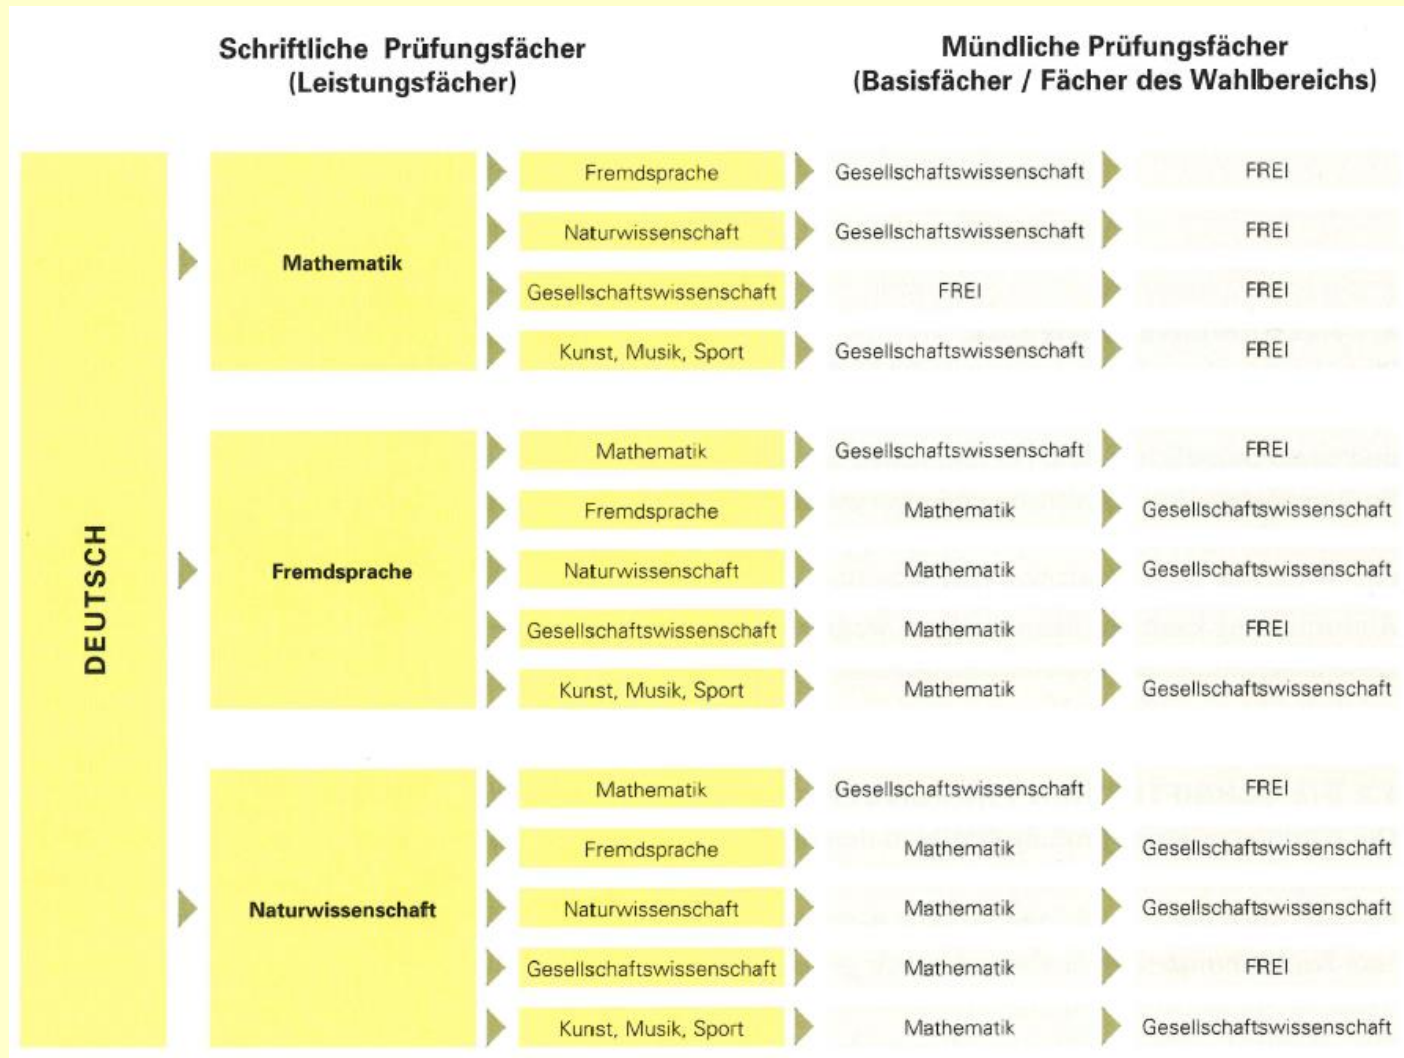 Schriftliche Prüfungsfächer
(Leistungsfächer)
Mündliche Prüfungsfächer
(Basisfächer / Fächer des Wahlbereichs)
DEUTSCH
Mathematik
Fremdsprache Gesellschaftswissenschaft FREI
Naturwissenschaft Gesellschaftswissenschaft FREI
Gesellschaftswissenschaft FREI FREI
Kunst, Musik, Sport Gesellschaftswissenschaft FREI
Fremdsprache
Mathematik Gesellschaftswissenschaft FREI
Fremdsprache Mathematik Gesellschaftswissenschaft
Naturwissenschaft Mathematik Gesellschaftswissenschaft
Gesellschaftswissenschaft Mathematik FREI
Kunst, Musik, Sport Mathematik Gesellschaftswissenschaft
Naturwissenschaft
Mathematik Gesellschaftswissenschaft FREI
Fremdsprache Mathematik Gesellschaftswissenschaft
Naturwissenschaft Mathematik Gesellschaftswissenschaft
Gesellschaftswissenschaft Mathematik FREI
Kunst, Musik, Sport Mathematik Gesellschaftswissenschaft